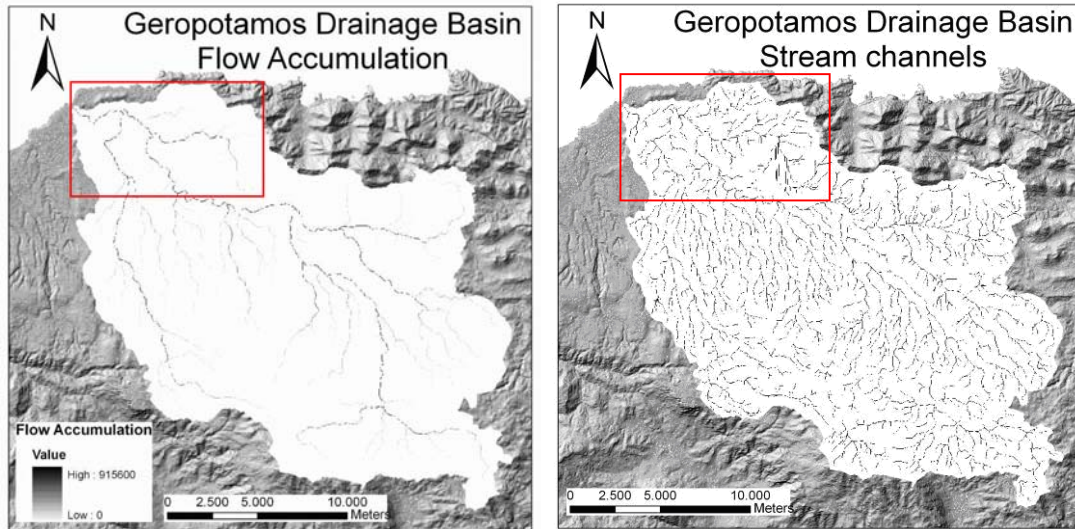 Geropotamos Drainage Basin
Flow Accumulation
N
Flow Accumulation
Value
High : 915600
Low : 0
0 2.500 5.000 10.000
Meters
Geropotamos Drainage Basin
Stream channels
N
0 2.500 5.000 10.000
Meters